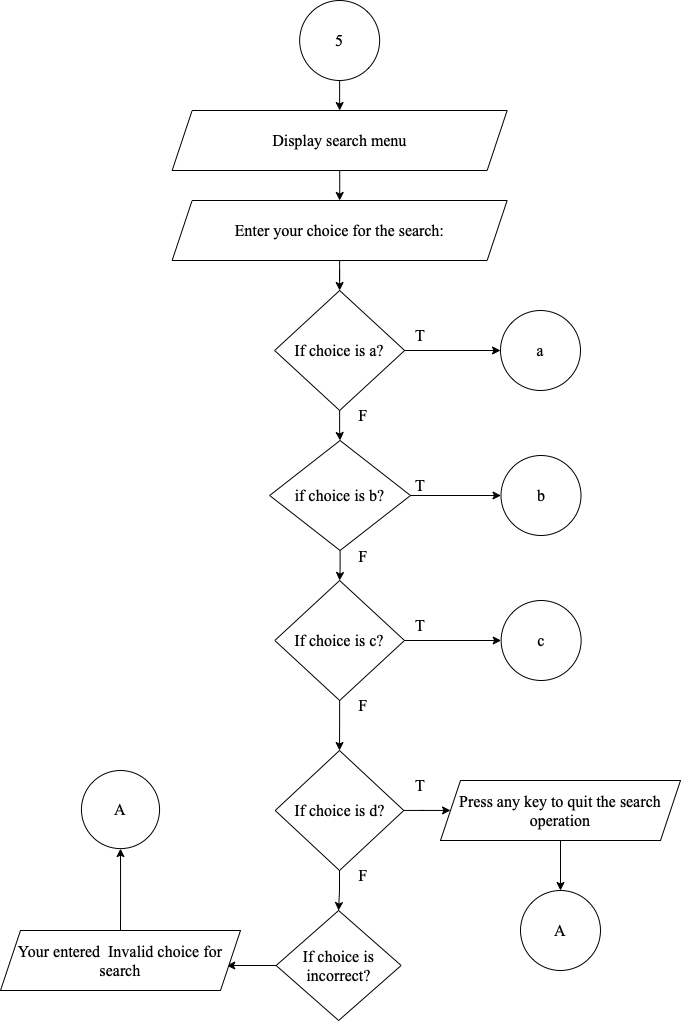 5
Display search menu
Enter your choice for the search:
If choice is a?
T
a
F
if choice is b?
T
b
F
If choice is c?
T
c
F
If choice is d?
T
Press any key to quit the search
operation
A
F
A
If choice is
incorrect?
Your entered  Invalid choice for
search
A